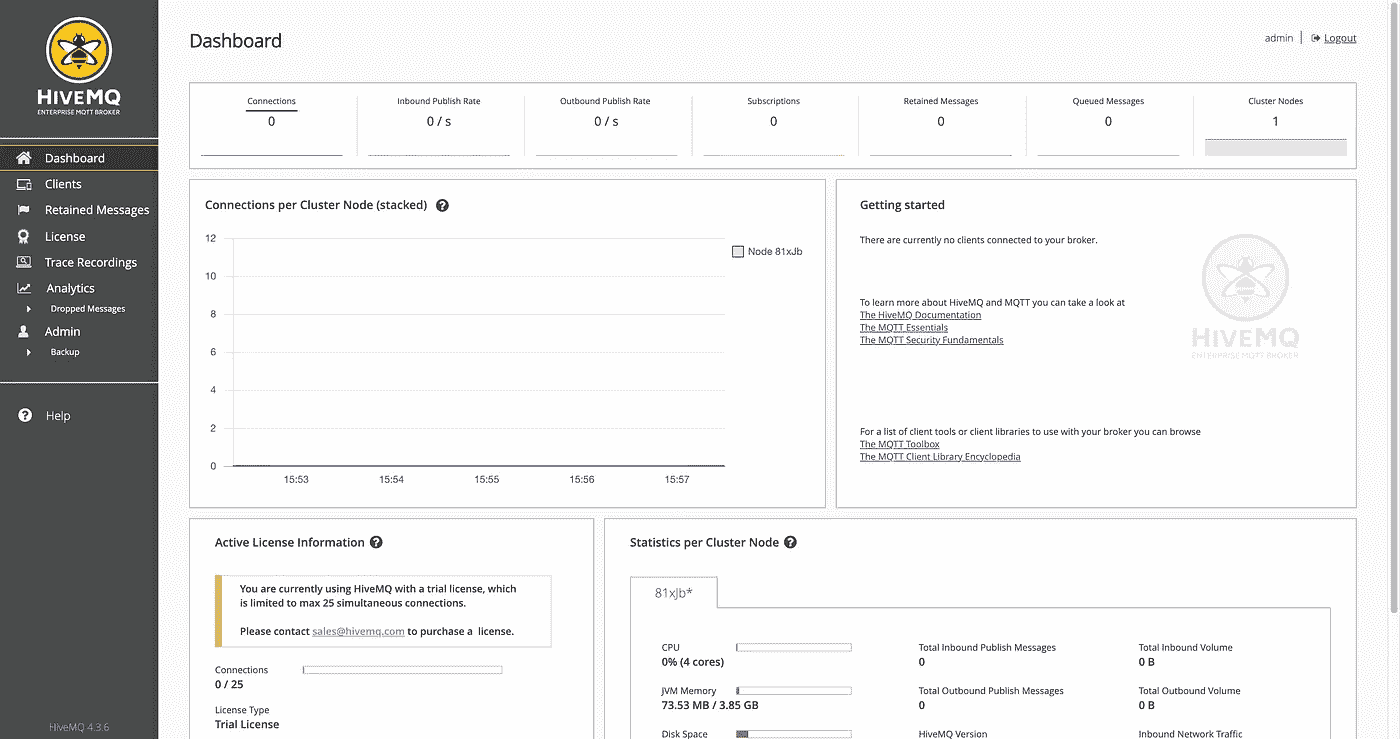 HiveMQ
ENTERPRISE MQTT BROKER
Dashboard
Clients
Retained Messages
License
Trace Recordings
Analytics
Dropped Messages
Admin
Backup
Help
HiveMQ 4.3.6
Dashboard
admin
Logout
Connections
0
Inbound Publish Rate
0 / s
Outbound Publish Rate
0 / s
Subscriptions
0
Retained Messages
0
Queued Messages
0
Cluster Nodes
1
Connections per Cluster Node (stacked) ?
12
10
8
6
4
2
0
15:53
15:54
15:55
15:56
15:57
Node 81xJb
Getting started
There are currently no clients connected to your broker.
To learn more about HiveMQ and MQTT you can take a look at
The HiveMQ Documentation
The MQTT Essentials
The MQTT Security Fundamentals
For a list of client tools or client libraries to use with your broker you can browse
The MQTT Toolbox
The MQTT Client Library Encyclopedia
HiveMQ
ENTERPRISE MQTT BROKER
Active License Information ?
You are currently using HiveMQ with a trial license, which
is limited to max 25 simultaneous connections.
Please contact sales@hivemq.com to purchase a license.
Connections
0 / 25
License Type
Trial License
Statistics per Cluster Node ?
81xJb*
CPU
0% (4 cores)
JVM Memory
73.53 MB / 3.85 GB
Disk Space
Total Inbound Publish Messages
0
Total Outbound Publish Messages
0
HiveMQ Version
Total Inbound Volume
0 B
Total Outbound Volume
0 B
Inbound Network Traffic